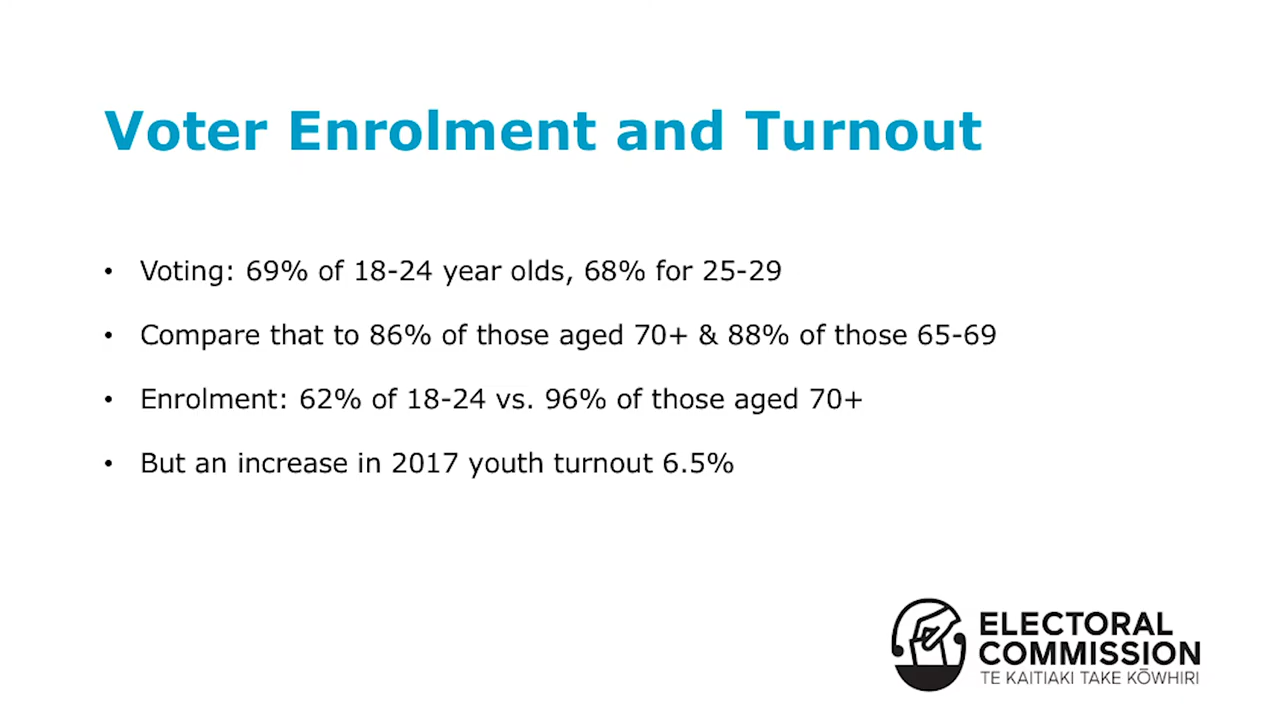 Voter Enrolment and Turnout
• Voting: 69% of 18-24 year olds, 68% for 25-29
• Compare that to 86% of those aged 70+ & 88% of those 65-69
• Enrolment: 62% of 18-24 vs. 96% of those aged 70+
• But an increase in 2017 youth turnout 6.5%
ELECTORAL
COMMISSION
TE KAITIAKI TAKE KŌWHIRI